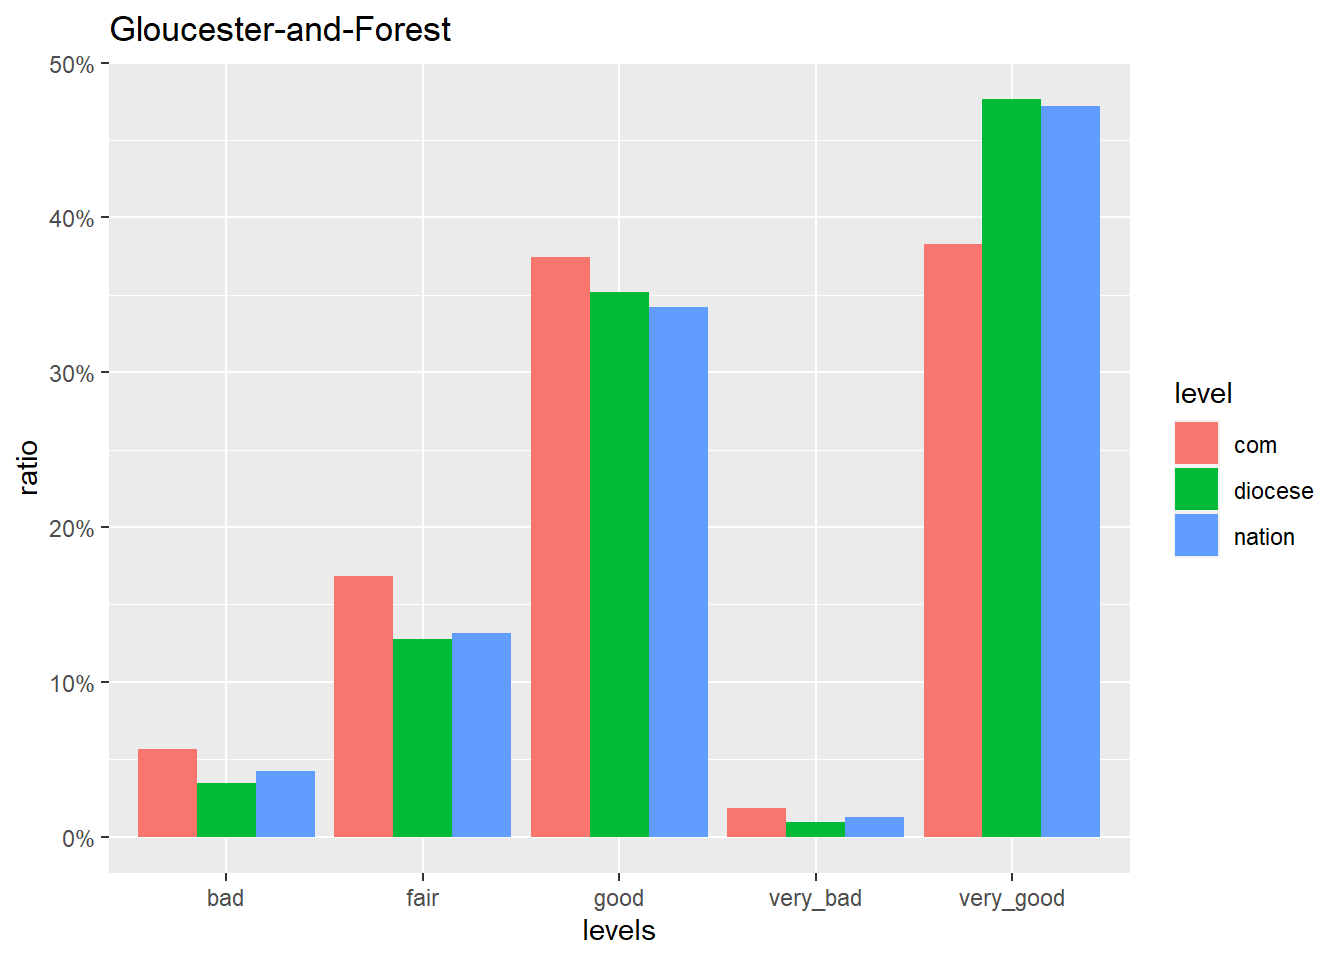 Gloucester-and-Forest
50%
40%
30%
20%
10%
0%
ratio
bad fair good very_bad very_good
levels
level
com
diocese
nation